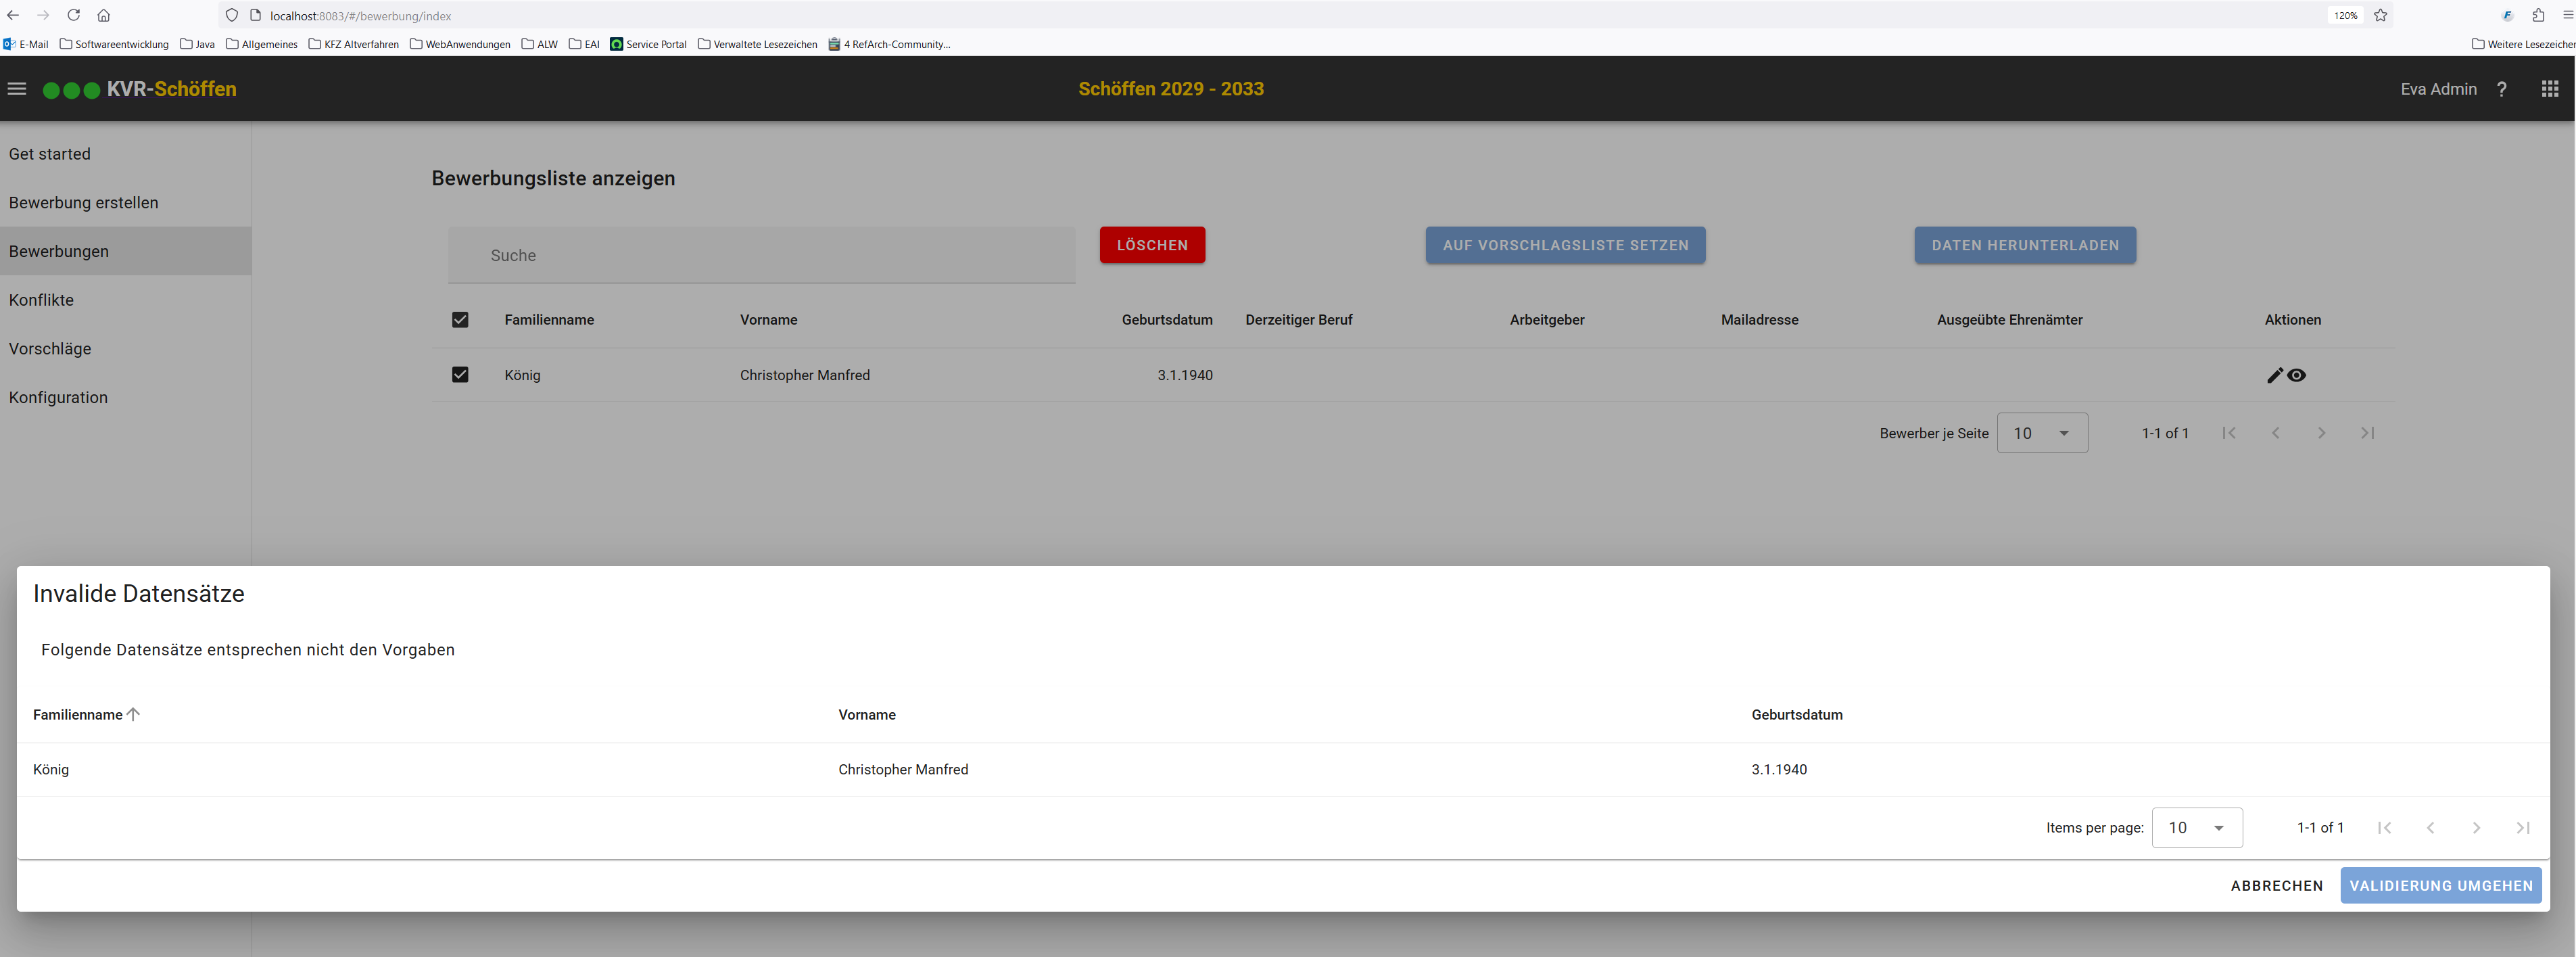 localhost:8083/#/bewerbung/index
120%
E-Mail Softwareentwicklung Java Allgemeines KFZ Altverfahren WebAnwendungen ALW EAI Service Portal Verwaltete Lesezeichen 4 RefArch-Community... Weitere Lesezeichen
KVR-Schöffen Schöffen 2029 - 2033 Eva Admin ?
Get started
Bewerbung erstellen
Bewerbungen
Konflikte
Vorschläge
Konfiguration
Bewerbungsliste anzeigen
Suche LÖSCHEN AUF VORSCHLAGSLISTE SETZEN DATEN HERUNTERLADEN
Familienname Vorname Geburtsdatum Derzeitiger Beruf Arbeitgeber Mailadresse Ausgeübte Ehrenämter Aktionen
König Christopher Manfred 3.1.1940
Bewerber je Seite 10 1-1 of 1
Invalide Datensätze
Folgende Datensätze entsprechen nicht den Vorgaben
Familienname Vorname Geburtsdatum
König Christopher Manfred 3.1.1940
Items per page: 10 1-1 of 1
ABBRECHEN VALIDIERUNG UMGEHEN